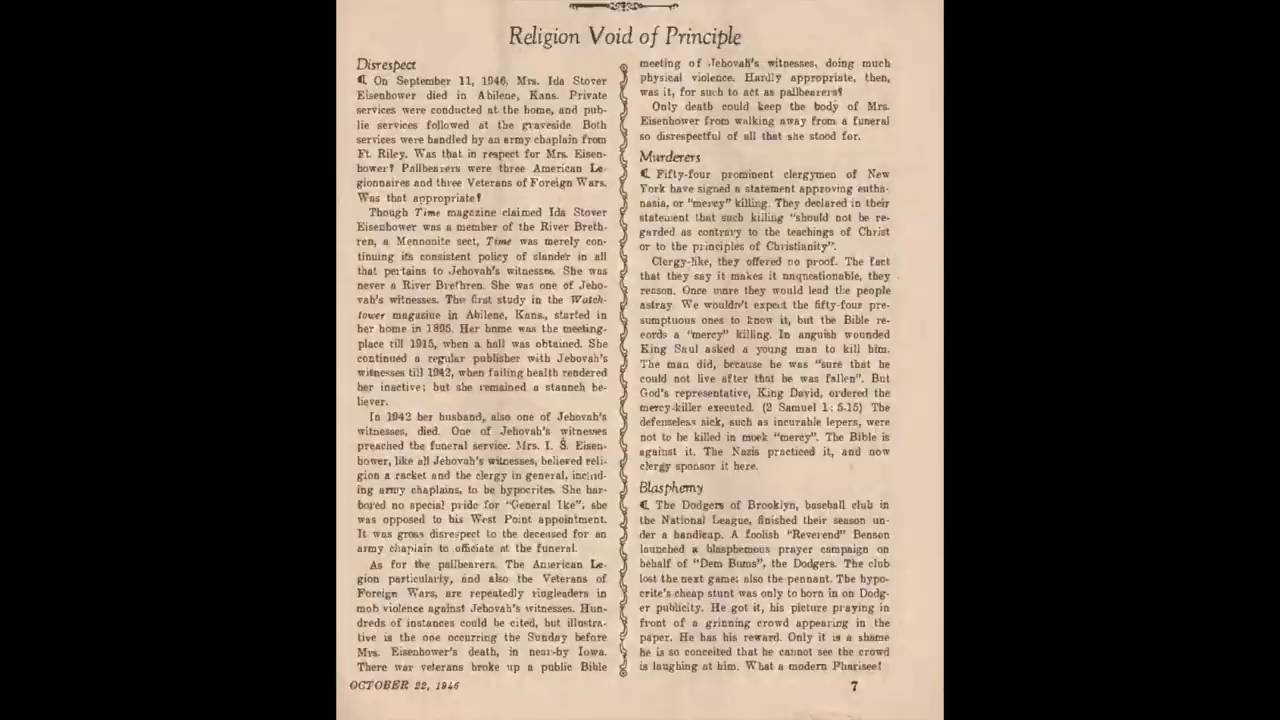 Religion Void of Principle
Disrespect
¶ On September 11, 1946, Mrs. Ida Stover
Eisenhower died in Abilene, Kans. Private
services were conducted at the home, and pub-
lic services followed at the graveside. Both
services were handled by an army chaplain from
Ft. Riley. Was that in respect for Mrs. Eisen-
hower? Pallbearers were three American Le-
gionnaires and three Veterans of Foreign Wars.
Was that appropriate?
Though Time magazine claimed Ida Stover
Eisenhower was a member of the River Breth-
ren, a Mennonite sect, Time was merely con-
tinuing its consistent policy of slander in all
that pertains to Jehovah's witnesses. She was
never a River Brethren. She was one of Jeho-
vah's witnesses. The first study in the Watch-
tower magazine in Abilene, Kans., started in
her home in 1895. Her home was the meeting-
place till 1915, when a hall was obtained. She
continued a regular publisher with Jehovah's
witnesses till 1942, when failing health rendered
her inactive; but she remained a staunch be-
liever.
In 1942 her husband, also one of Jehovah's
witnesses, died. One of Jehovah's witnesses
preached the funeral service. Mrs. I. S. Eisen-
hower, like all Jehovah's witnesses, believed reli-
gion a racket and the clergy in general, includ-
ing army chaplains, to be hypocrites. She har-
bored no special pride for "General Ike"; she
was opposed to his West Point appointment.
It was gross disrespect to the deceased for an
army chaplain to officiate at the funeral.
As for the pallbearers. The American Le-
gion particularly, and also the Veterans of
Foreign Wars, are repeatedly ringleaders in
mob violence against Jehovah's witnesses. Hun-
dreds of instances could be cited, but illustra-
tive is the one occurring the Sunday before
Mrs. Eisenhower's death, in near-by Iowa.
There war veterans broke up a public Bible
meeting of Jehovah's witnesses, doing much
physical violence. Hardly appropriate, then,
was it, for such to act as pallbearers?
Only death could keep the body of Mrs.
Eisenhower from walking away from a funeral
so disrespectful of all that she stood for.
Murderers
¶ Fifty-four prominent clergymen of New
York have signed a statement approving eutha-
nasia, or "mercy" killing. They declared in their
statement that such killing "should not be re-
garded as contrary to the teachings of Christ
or to the principles of Christianity".
Clergy-like, they offered no proof. The fact
that they say it makes it unquestionable, they
reason. Once more they would lead the people
astray. We wouldn't expect the fifty-four pre-
sumptuous ones to know it, but the Bible re-
cords a "mercy" killing. In anguish wounded
King Saul asked a young man to kill him.
The man did, because he was "sure that he
could not live after that he was fallen". But
God's representative, King David, ordered the
mercy-killer executed. (2 Samuel 1:5-15) The
defenseless sick, such as incurable lepers, were
not to be killed in mock "mercy". The Bible is
against it. The Nazis practiced it, and now
clergy sponsor it here.
Blasphemy
¶ The Dodgers of Brooklyn, baseball club in
the National League, finished their season un-
der a handicap. A foolish "Reverend" Benson
launched a blasphemous prayer campaign on
behalf of "Dem Bums", the Dodgers. The club
lost the next game; also the pennant. The hypo-
crite's cheap stunt was only to horn in on Dodg-
er publicity. He got it, his picture praying in
front of a grinning crowd appearing in the
paper. He has his reward. Only it is a shame
he is so conceited that he cannot see the crowd
is laughing at him. What a modern Pharisee!
OCTOBER 22, 1946
7